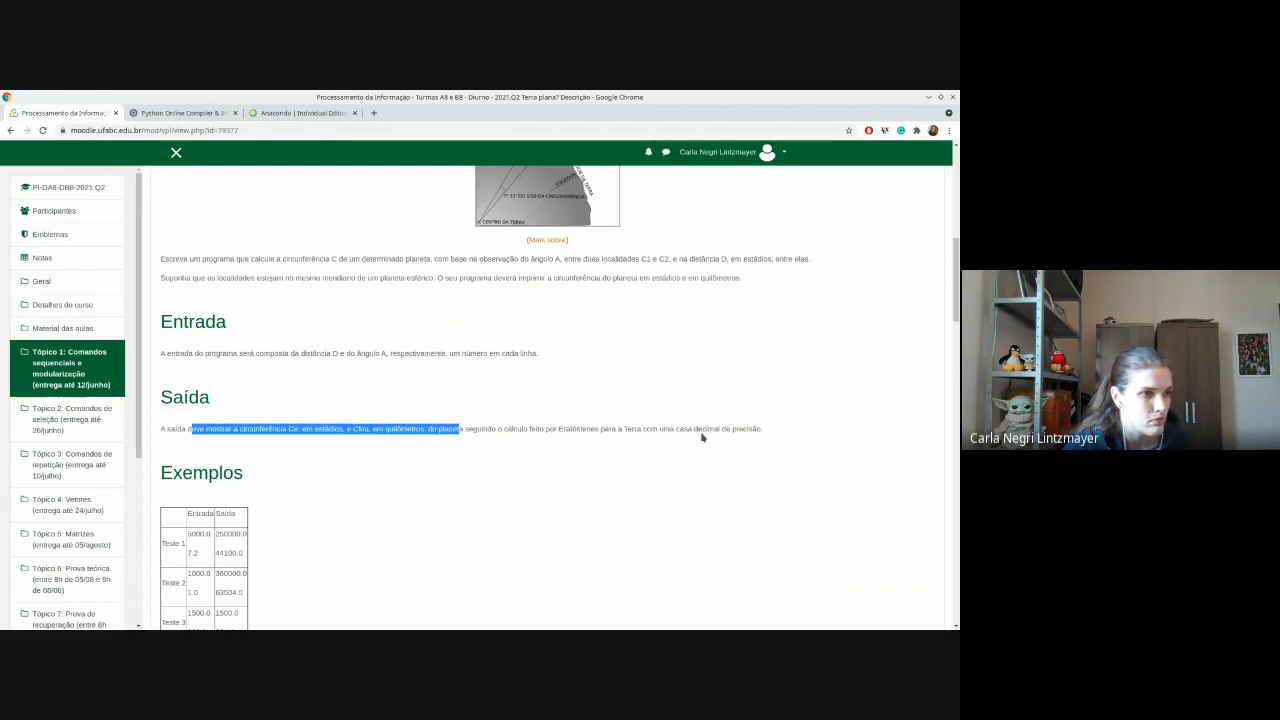 Processamento da Informação - Turmas A8 e B8 - Diurno - 2021.Q2 Terra plana? Descrição - Google Chrome
Processamento da Informaç
Python Online Compiler & In
Anaconda | Individual Edition
moodle.ufabc.edu.br/mod/vpl/view.php?id=79377
Carla Negri Lintzmayer
PI-DA8-DB8-2021.Q2
Participantes
Emblemas
Notas
Geral
Detalhes do curso
Material das aulas
Tópico 1: Comandos
sequenciais e
modularização
(entrega até 12/junho)
Tópico 2: Comandos de
seleção (entrega até
26/junho)
Tópico 3: Comandos de
repetição (entrega até
10/julho)
Tópico 4: Vetores
(entrega até 24/julho)
Tópico 5: Matrizes
(entrega até 05/agosto)
Tópico 6: Prova teórica
(entre 8h de 05/08 e 9h
de 08/08)
Tópico 7: Prova de
recuperação (entre 8h
EQUADOR
7° 12' OU 1/50 DA CIRCUNFERÊNCIA
CENTRO DA TERRA
(Mais sobre)
Escreva um programa que calcule a circunferência C de um determinado planeta, com base na observação do ângulo A, entre duas localidades C1 e C2, e na distância D, em estádios, entre elas.
Suponha que as localidades estejam no mesmo meridiano de um planeta esférico. O seu programa deverá imprimir a circunferência do planeta em estádios e em quilômetros.
Entrada
A entrada do programa será composta da distância D e do ângulo A, respectivamente, um número em cada linha.
Saída
A saída deve mostrar a circunferência Ce, em estádios, e Ckm, em quilômetros, do planeta seguindo o cálculo feito por Eratóstenes para a Terra com uma casa decimal de precisão.
Exemplos
Entrada Saída
Teste 1
5000.0 250000.0
7.2 44100.0
Teste 2
1000.0 360000.0
1.0 63504.0
Teste 3
1500.0 1500.0
Carla Negri Lintzmayer